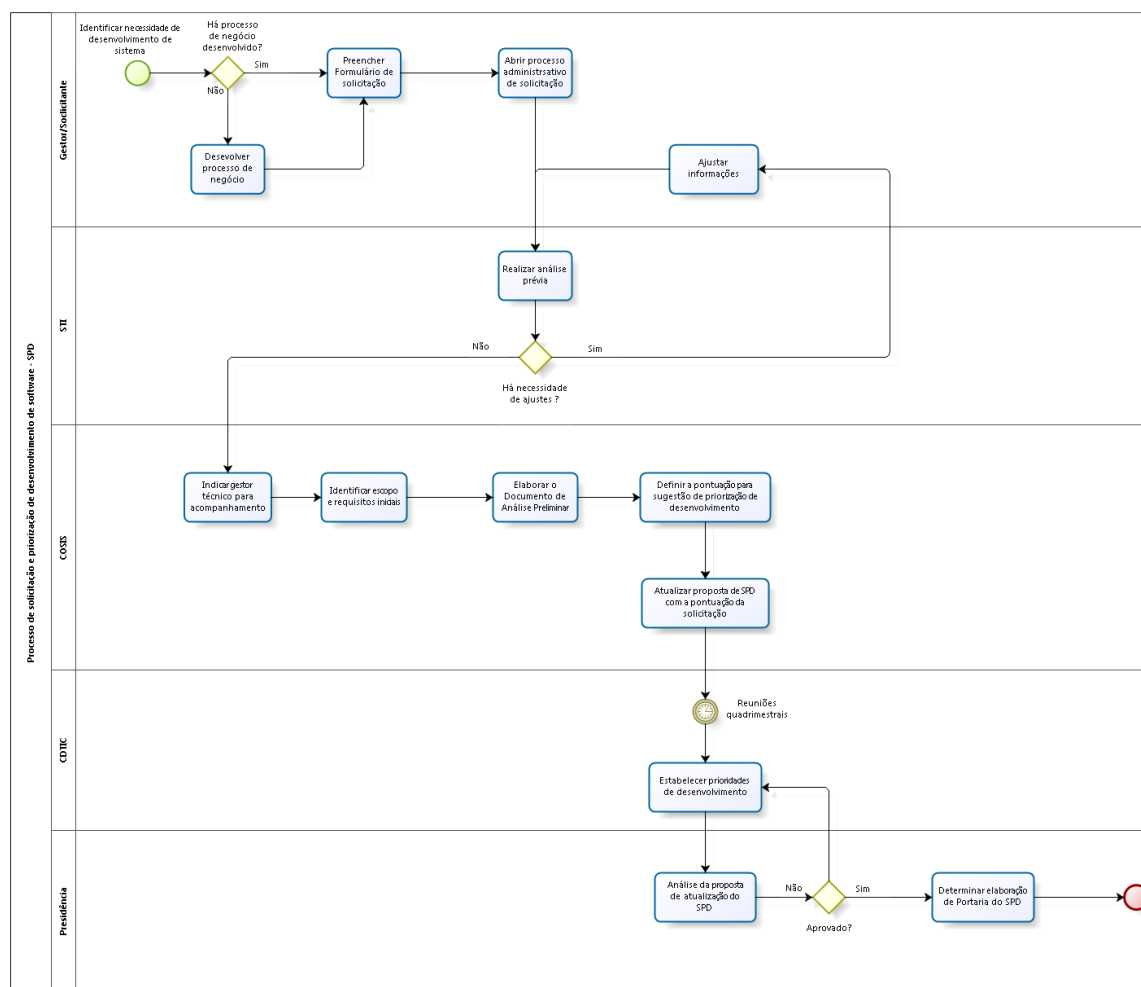 Processo de solicitação e priorização de desenvolvimento de software - SPD
Gestor/Soclicitante
Identificar necessidade de
desenvolvimento de
sistema
Há processo
de negócio
desenvolvido?
Sim
Não
Preencher
Formulário de
solicitação
Abrir processo
administrsativo
de solicitação
Desevolver
processo de
negócio
Ajustar
informações
STI
Realizar análise
prévia
Não
Sim
Há necessidade
de ajustes ?
COSIS
Indicar gestor
técnico para
acompanhamento
Identificar escopo
e requisitos iniciais
Elaborar o
Documento de
Análise Preliminar
Definir a pontuação para
sugestão de priorização de
desenvolvimento
Atualizar proposta de SPD
com a pontuação da
solicitação
CDTIC
Reuniões
quadrimestrais
Estabelecer prioridades
de desenvolvimento
Presidência
Análise da proposta
de atualização do
SPD
Não
Sim
Aprovado?
Determinar elaboração
de Portaria do SPD